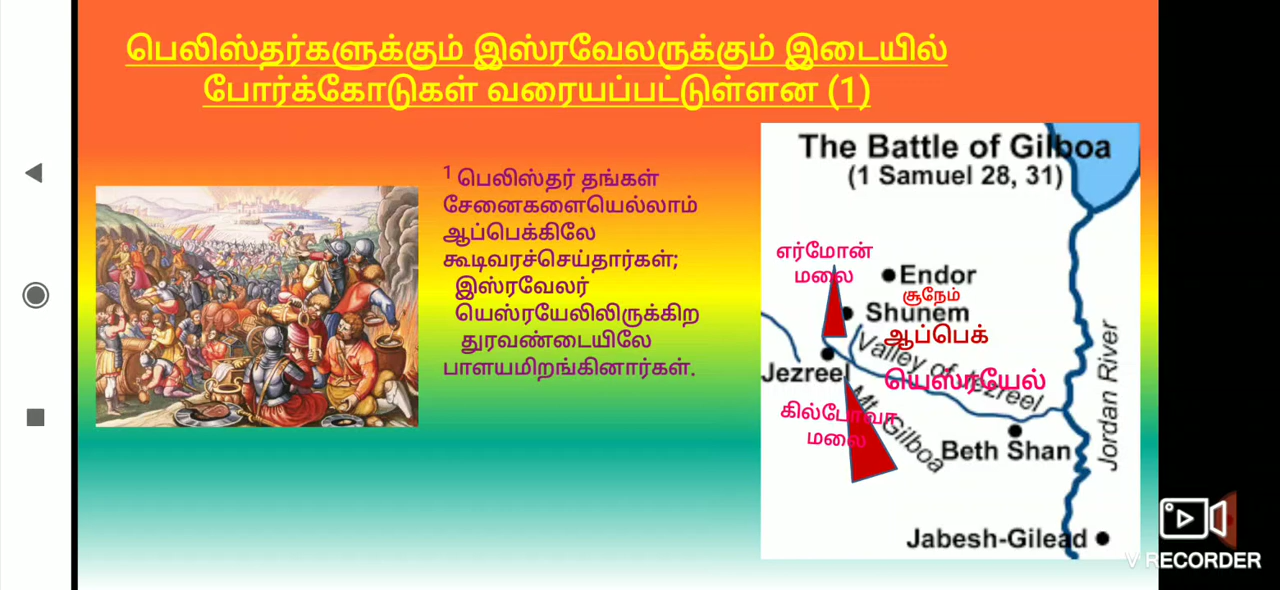 பெலிஸ்தர்களுக்கும் இஸ்ரவேலருக்கும் இடையில்
போர்க்கோடுகள் வரையப்பட்டுள்ளன (1)
1 பெலிஸ்தர் தங்கள்
சேனைகளையெல்லாம்
ஆப்பெக்கிலே
கூடிவரச்செய்தார்கள்;
இஸ்ரவேலர்
யெஸ்ரயேலிலிருக்கிற
துரவண்டையிலே
பாளயமிறங்கினார்கள்.
The Battle of Gilboa
(1 Samuel 28, 31)
எர்மோன்
மலை
Endor
சூநேம்
Shunem
ஆப்பெக்
Valley of Jezreel
Jezreel
யெஸ்ரயேல்
கில்போவா
மலை
Mt Gilboa
Beth Shan
Jordan River
Jabesh-Gilead
V RECORDER